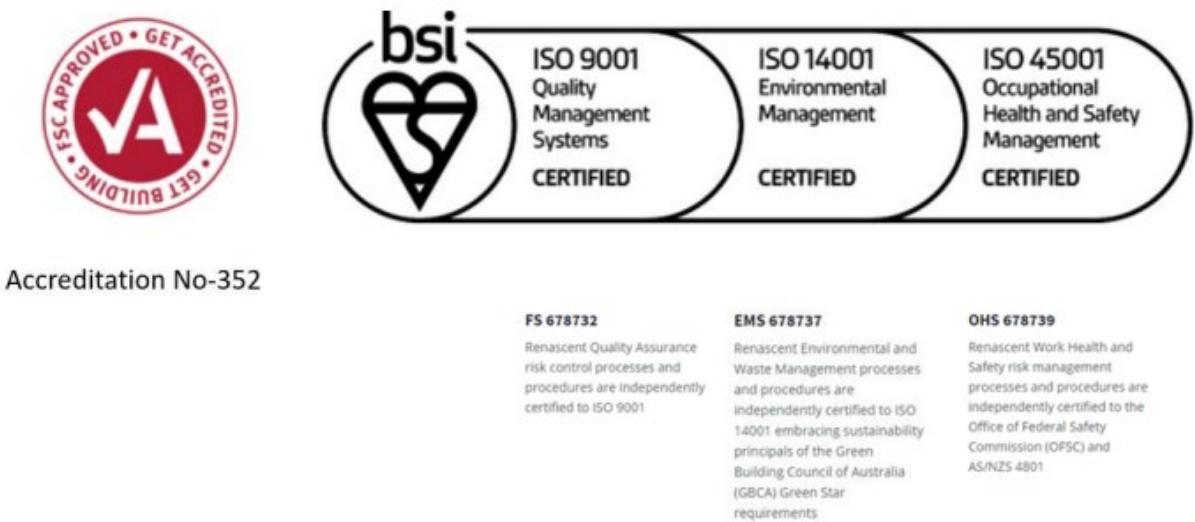 FSC APPROVED • GET ACCREDITED • GET BUILDING •
bsi
ISO 9001
Quality
Management
Systems
CERTIFIED
ISO 14001
Environmental
Management
CERTIFIED
ISO 45001
Occupational
Health and Safety
Management
CERTIFIED
Accreditation No-352
FS 678732
Renascent Quality Assurance
risk control processes and
procedures are independently
certified to ISO 9001
EMS 678737
Renascent Environmental and
Waste Management processes
and procedures are
independently certified to ISO
14001 embracing sustainability
principals of the Green
Building Council of Australia
(GBCA) Green Star
requirements
OHS 678739
Renascent Work Health and
Safety risk management
processes and procedures are
independently certified to the
Office of Federal Safety
Commission (OFSC) and
AS/NZS 4801